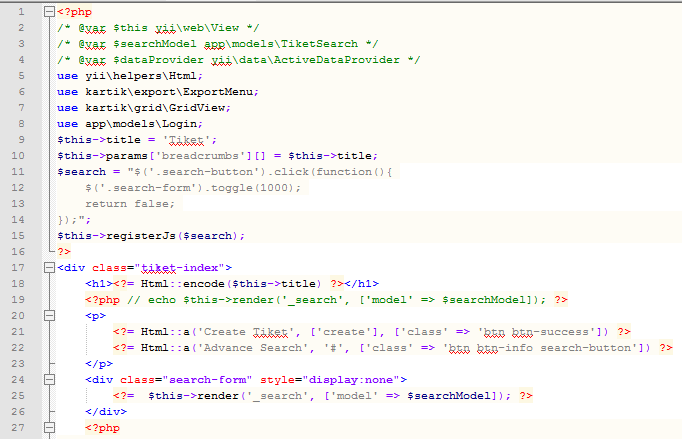 1 <?php
2 /* @var $this yii\web\View */
3 /* @var $searchModel app\models\TiketSearch */
4 /* @var $dataProvider yii\data\ActiveDataProvider */
5 use yii\helpers\Html;
6 use kartik\export\ExportMenu;
7 use kartik\grid\GridView;
8 use app\models\Login;
9 $this->title = 'Tiket';
10 $this->params['breadcrumbs'][] = $this->title;
11 $search = "$('.search-button').click(function(){
12 $('.search-form').toggle(1000);
13 return false;
14 });";
15 $this->registerJs($search);
16 ?>
17 <div class="tiket-index">
18 <h1><?= Html::encode($this->title) ?></h1>
19 <?php // echo $this->render('_search', ['model' => $searchModel]); ?>
20 <p>
21 <?= Html::a('Create Tiket', ['create'], ['class' => 'btn btn-success']) ?>
22 <?= Html::a('Advance Search', '#', ['class' => 'btn btn-info search-button']) ?>
23 </p>
24 <div class="search-form" style="display:none">
25 <?=  $this->render('_search', ['model' => $searchModel]); ?>
26 </div>
27 <?php